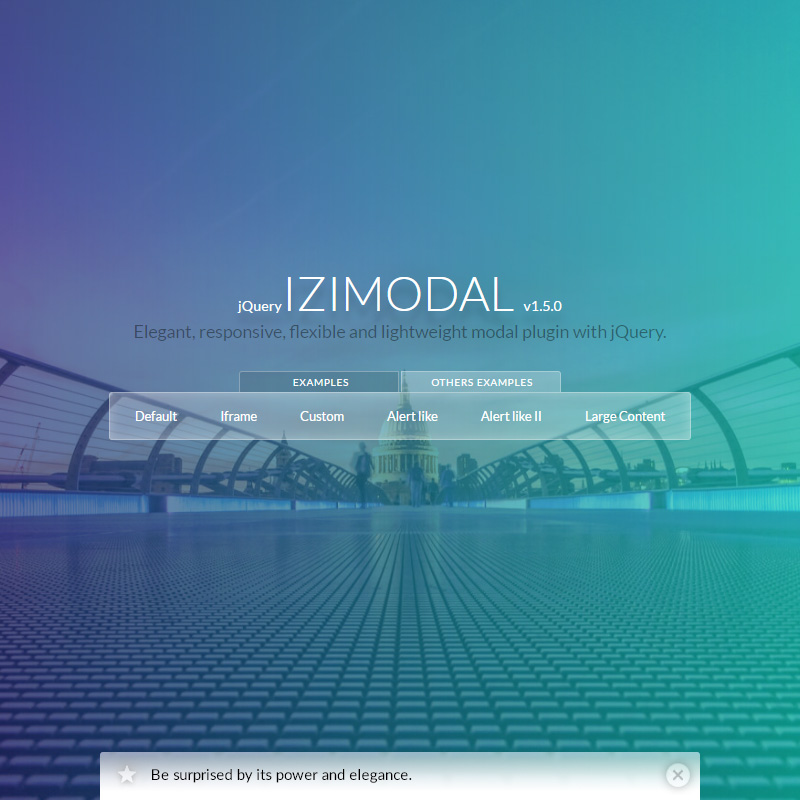 jQuery IZIMODAL v1.5.0
Elegant, responsive, flexible and lightweight modal plugin with jQuery.
EXAMPLES OTHERS EXAMPLES
Default Iframe Custom Alert like Alert like II Large Content
Be surprised by its power and elegance.